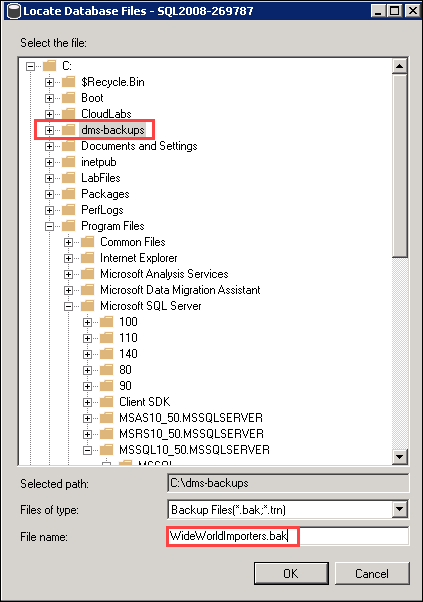 Locate Database Files - SQL2008-269787
Select the file:
C:
$Recycle.Bin
Boot
CloudLabs
dms-backups
Documents and Settings
inetpub
LabFiles
Packages
PerfLogs
Program Files
Common Files
Internet Explorer
Microsoft Analysis Services
Microsoft Data Migration Assistant
Microsoft SQL Server
100
110
140
80
90
Client SDK
MSAS10_50.MSSQLSERVER
MSRS10_50.MSSQLSERVER
MSSQL10_50.MSSQLSERVER
MSSQL
Selected path:
C:\dms-backups
Files of type:
Backup Files(*.bak;*.trn)
File name:
WideWorldImporters.bak
OK
Cancel